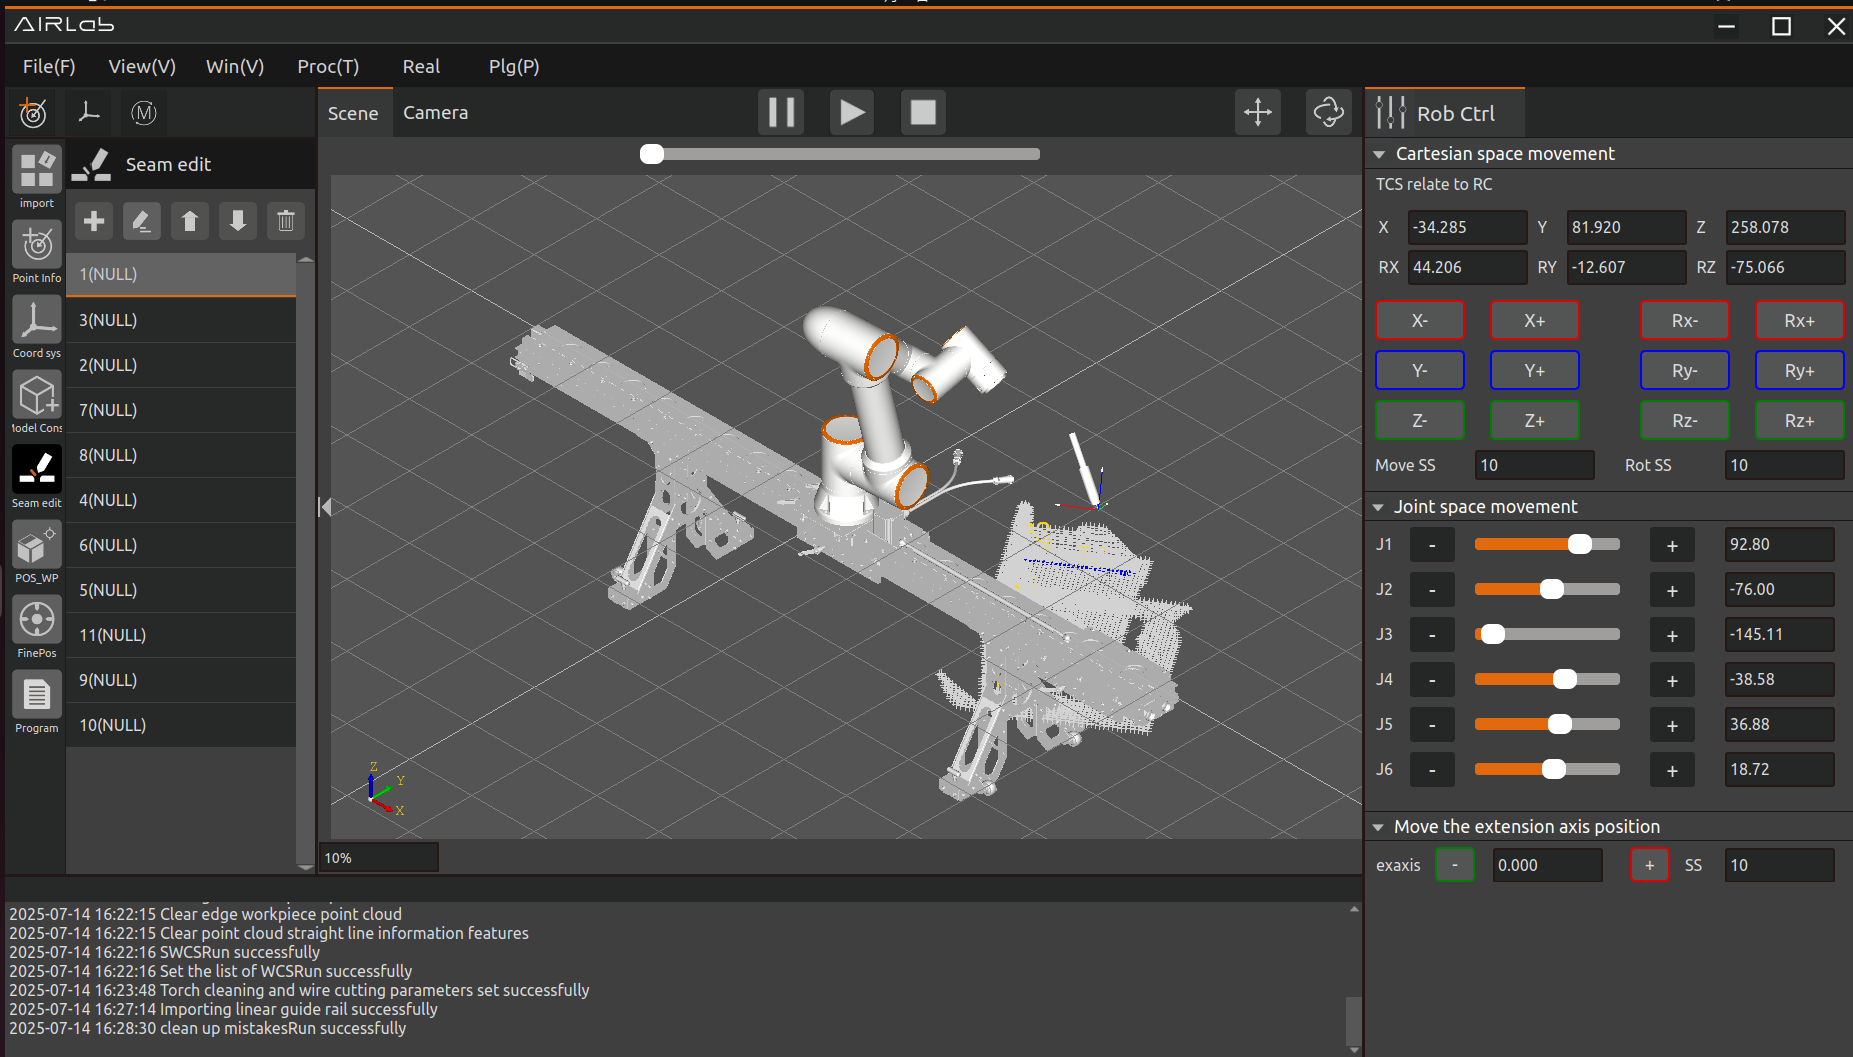 AIRLab
File(F) View(V) Win(V) Proc(T) Real Plg(P)
Scene Camera
Rob Ctrl
import
Point Info
Coord sys
Model Cons
Seam edit
POS_WP
FinePos
Program
Seam edit
1(NULL)
3(NULL)
2(NULL)
7(NULL)
8(NULL)
4(NULL)
6(NULL)
5(NULL)
11(NULL)
9(NULL)
10(NULL)
Z
Y
X
10%
Cartesian space movement
TCS relate to RC
X -34.285 Y 81.920 Z 258.078
RX 44.206 RY -12.607 RZ -75.066
X- X+ Rx- Rx+
Y- Y+ Ry- Ry+
Z- Z+ Rz- Rz+
Move SS 10 Rot SS 10
Joint space movement
J1 - + 92.80
J2 - + -76.00
J3 - + -145.11
J4 - + -38.58
J5 - + 36.88
J6 - + 18.72
Move the extension axis position
exaxis - 0.000 + SS 10
2025-07-14 16:22:15 Clear edge workpiece point cloud
2025-07-14 16:22:15 Clear point cloud straight line information features
2025-07-14 16:22:16 SWCSRun successfully
2025-07-14 16:22:16 Set the list of WCSRun successfully
2025-07-14 16:23:48 Torch cleaning and wire cutting parameters set successfully
2025-07-14 16:27:14 Importing linear guide rail successfully
2025-07-14 16:28:30 clean up mistakesRun successfully